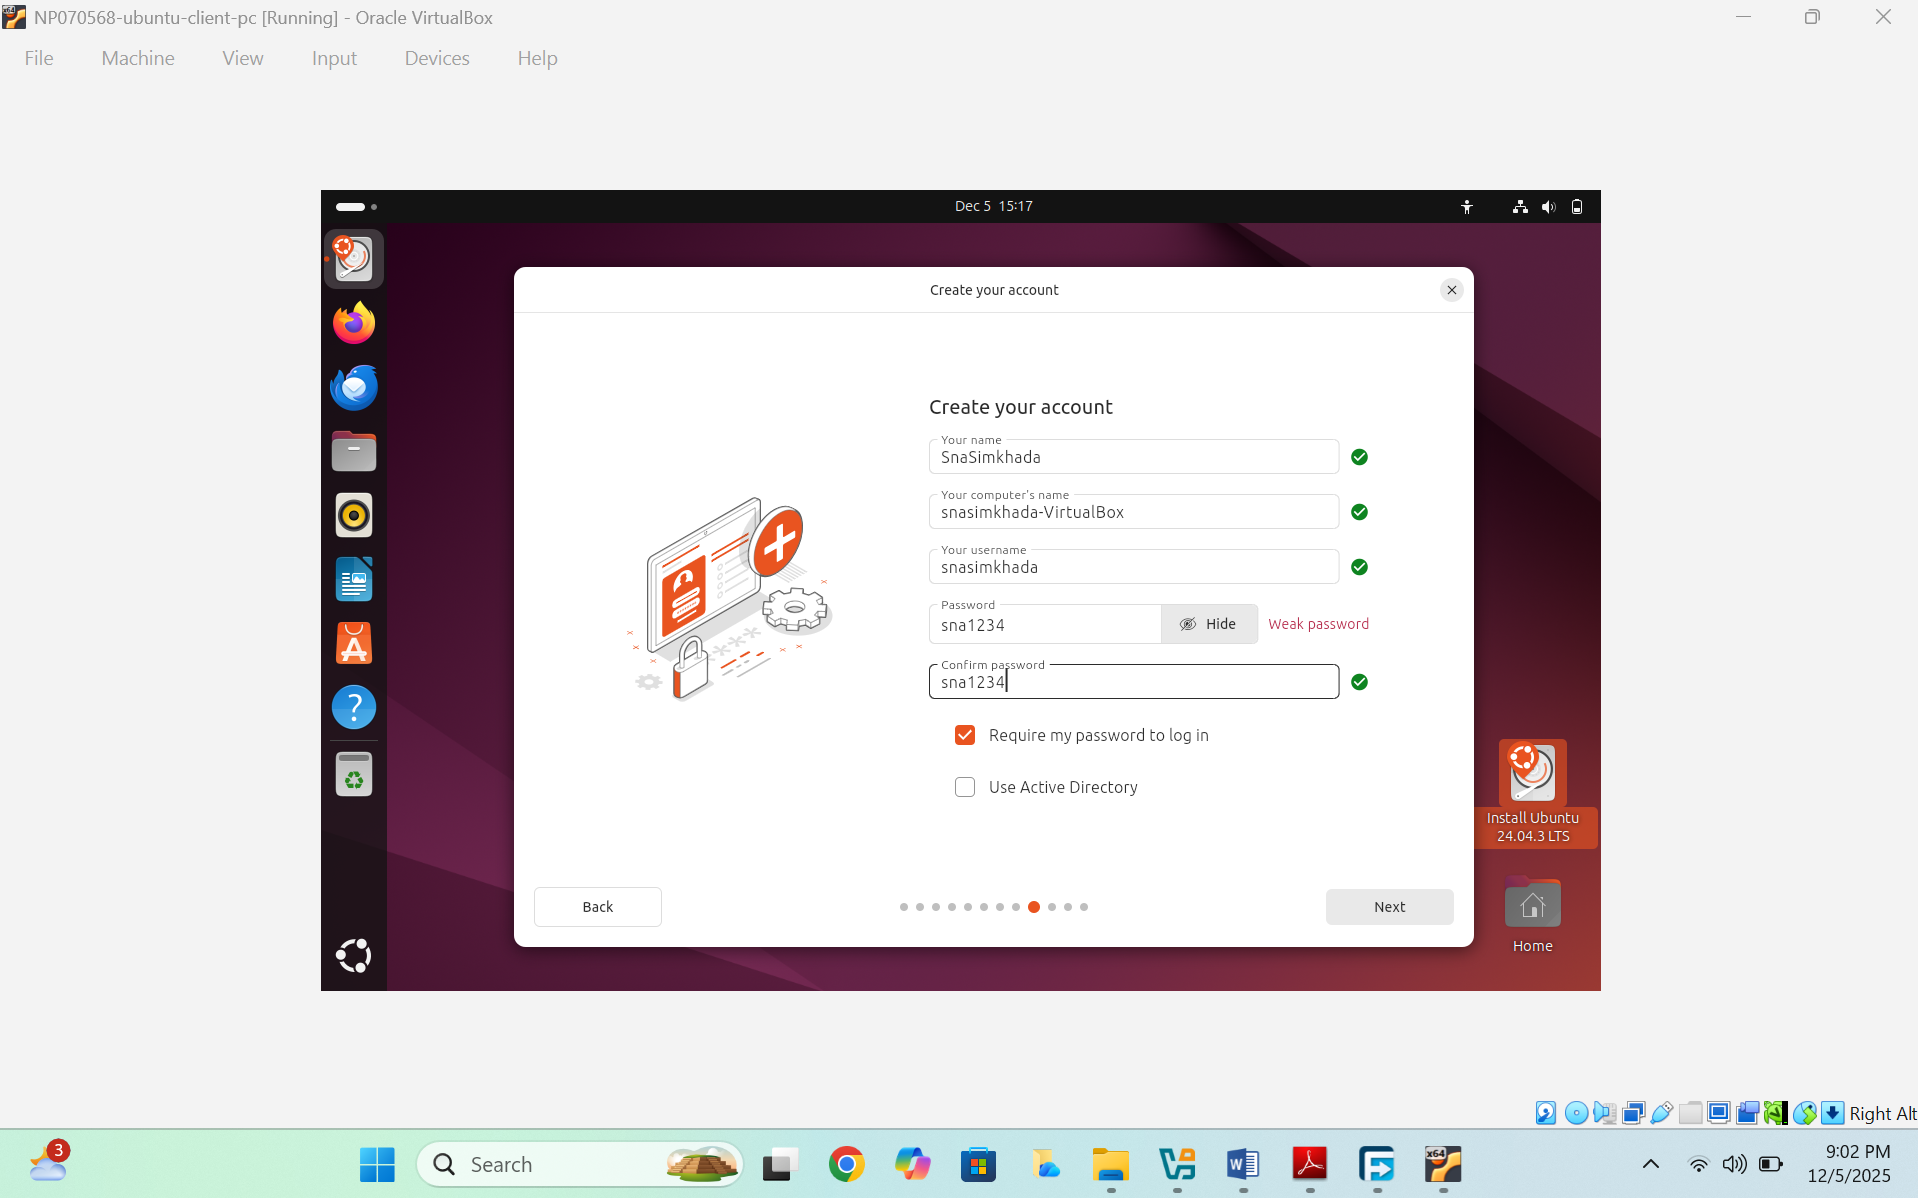 NP070568-ubuntu-client-pc [Running] - Oracle VirtualBox
File Machine View Input Devices Help
Dec 5 15:17
Create your account
Create your account
Your name
SnaSimkhada
Your computer's name
snasimkhada-VirtualBox
Your username
snasimkhada
Password
sna1234
Hide
Weak password
Confirm password
sna1234
Require my password to log in
Use Active Directory
Back
Next
Install Ubuntu
24.04.3 LTS
Home
Right Alt
3
Search
x64
9:02 PM
12/5/2025